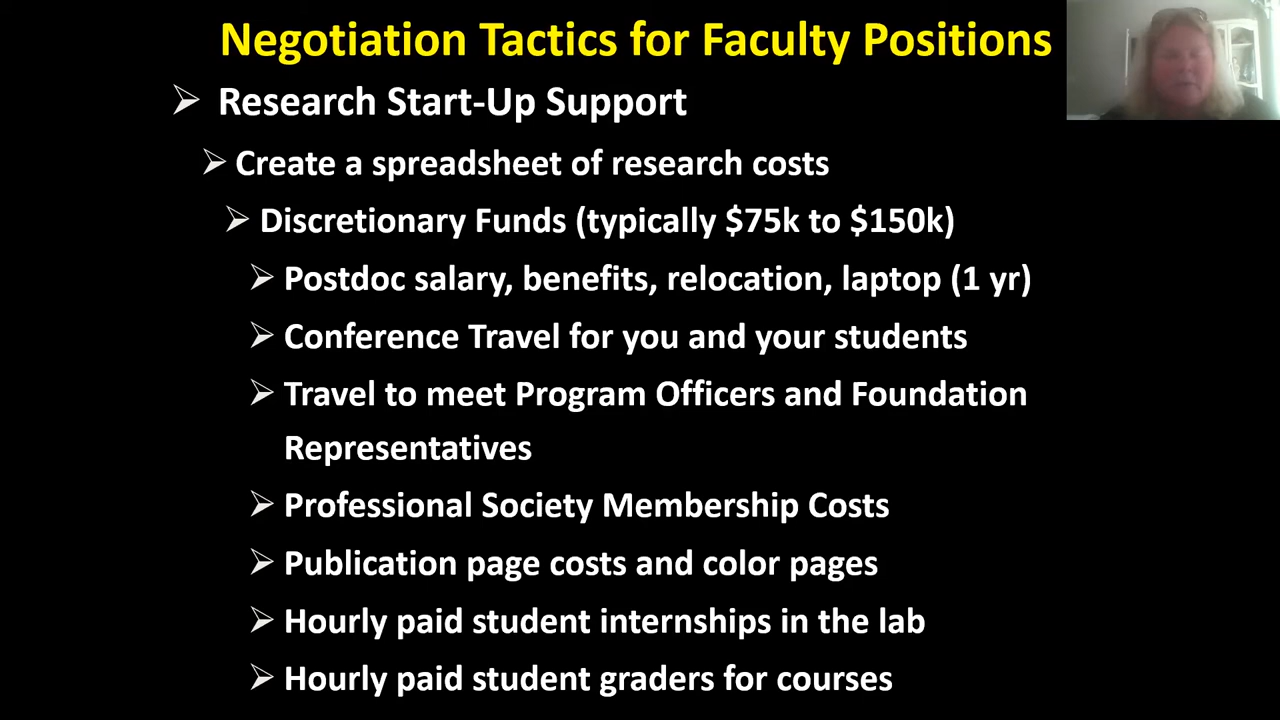 Negotiation Tactics for Faculty Positions
Research Start-Up Support
Create a spreadsheet of research costs
Discretionary Funds (typically $75k to $150k)
Postdoc salary, benefits, relocation, laptop (1 yr)
Conference Travel for you and your students
Travel to meet Program Officers and Foundation
Representatives
Professional Society Membership Costs
Publication page costs and color pages
Hourly paid student internships in the lab
Hourly paid student graders for courses